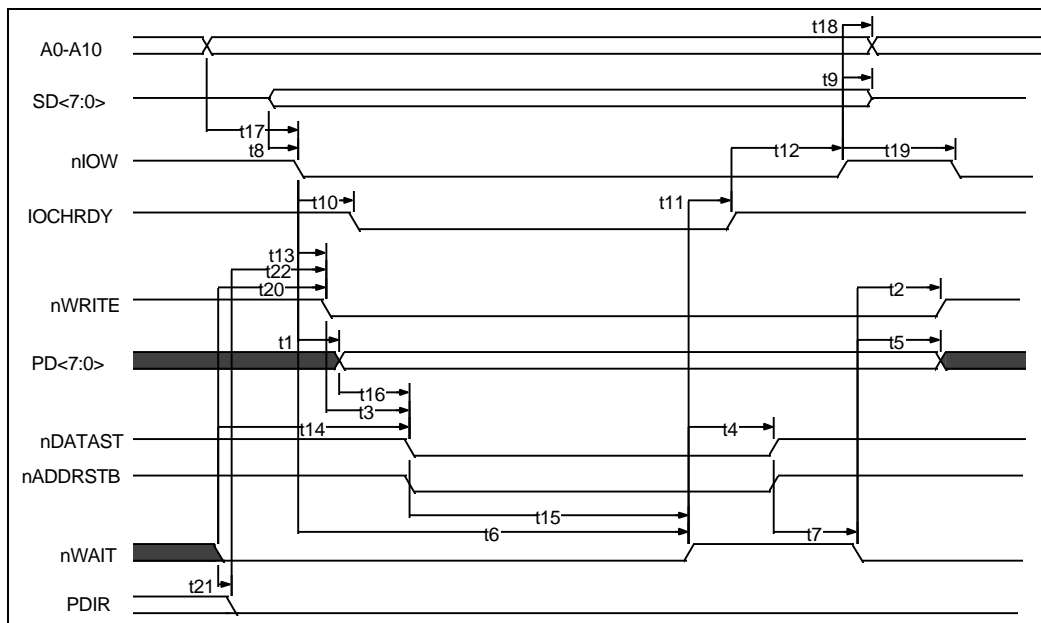 t18
A0-A10
t9
SD<7:0>
t17
t8
t12
t19
nIOW
t10
t11
IOCHRDY
t13
t22
t20
t2
nWRITE
t1
t5
PD<7:0>
t16
t3
t14
t4
nDATAST
nADDRSTB
t15
t6
t7
nWAIT
t21
PDIR